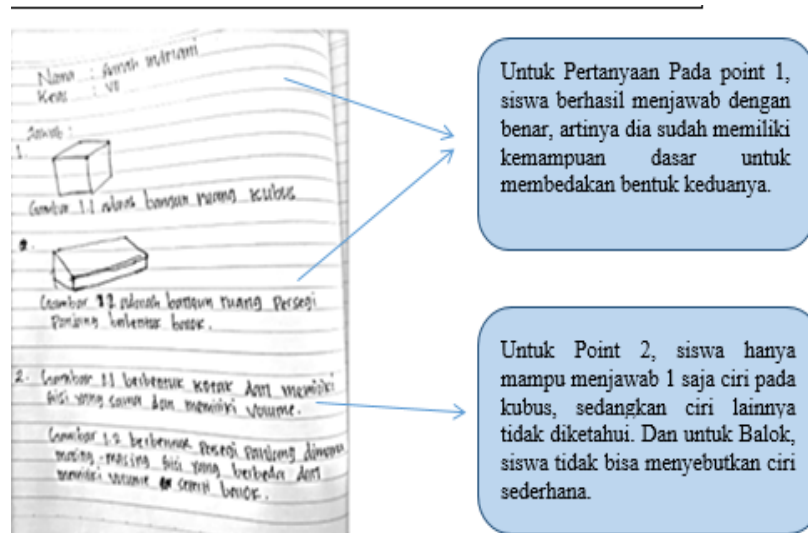 Nama :
Kelas : VII
Jawab :
1.
Gambar 1.1 adalah bangun ruang kubus
2.
Gambar 1.2 adalah bangun ruang Persegi
Panjang berbentuk balok.
2. Gambar 1.1 berbentuk kotak dan memiliki
sisi yang sama dan memiliki volume.
Gambar 1.2 berbentuk Persegi Panjang dimana
masing-masing sisi yang berbeda dan
memiliki volume balok.
Untuk Pertanyaan Pada point 1,
siswa berhasil menjawab dengan
benar, artinya dia sudah memiliki
kemampuan dasar untuk
membedakan bentuk keduanya.
Untuk Point 2, siswa hanya
mampu menjawab 1 saja ciri pada
kubus, sedangkan ciri lainnya
tidak diketahui. Dan untuk Balok,
siswa tidak bisa menyebutkan ciri
sederhana.